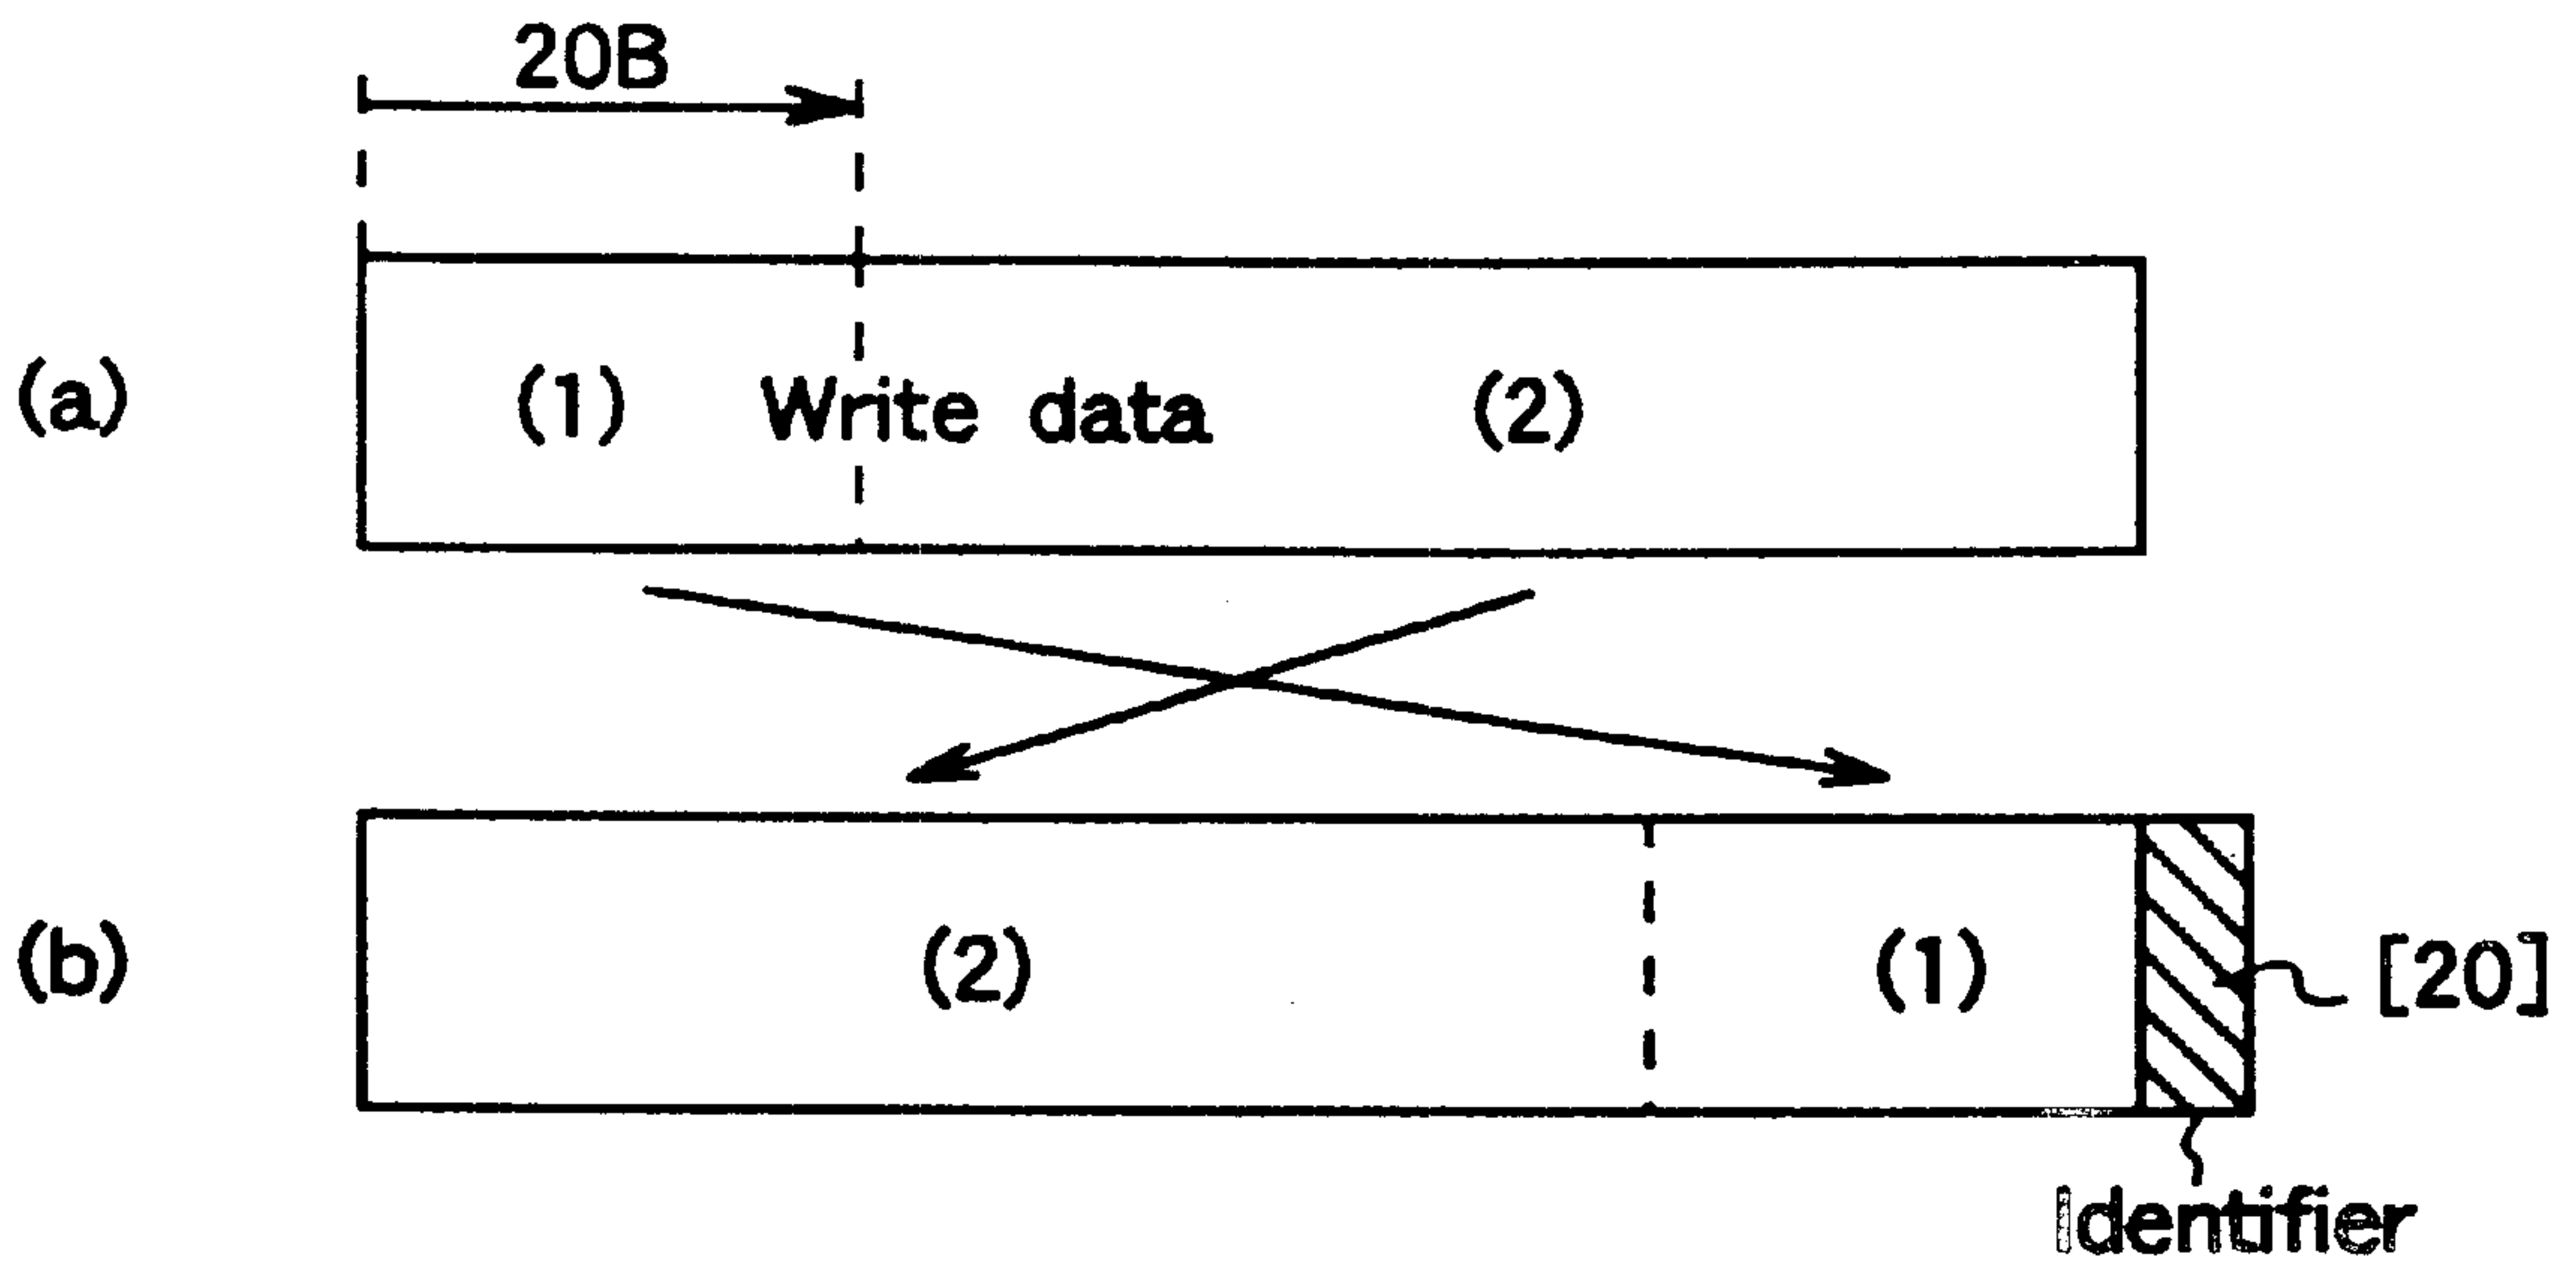 20B
(a) (1) Write data (2)
(b) (2) (1) [20]
Identifier